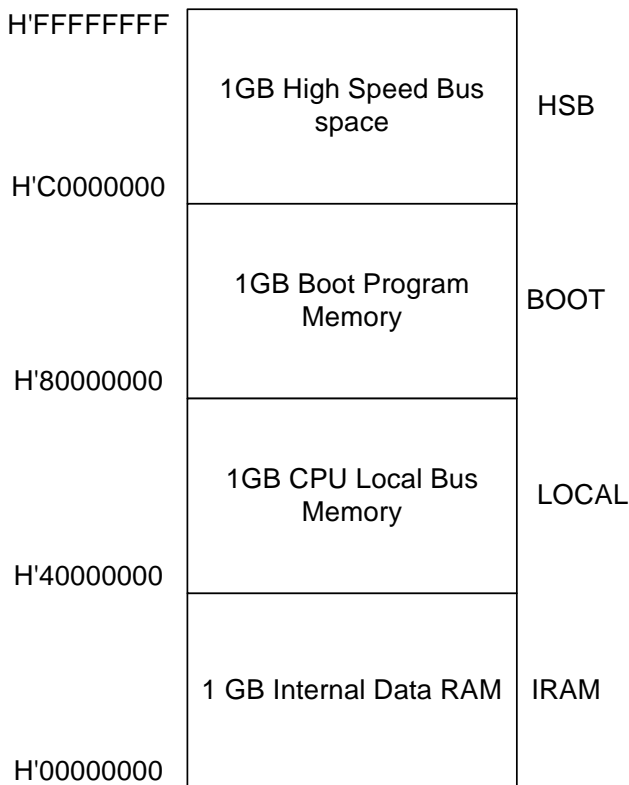 H'FFFFFFFF
1GB High Speed Bus
space
HSB
H'C0000000
1GB Boot Program
Memory
BOOT
H'80000000
1GB CPU Local Bus
Memory
LOCAL
H'40000000
1 GB Internal Data RAM
IRAM
H'00000000